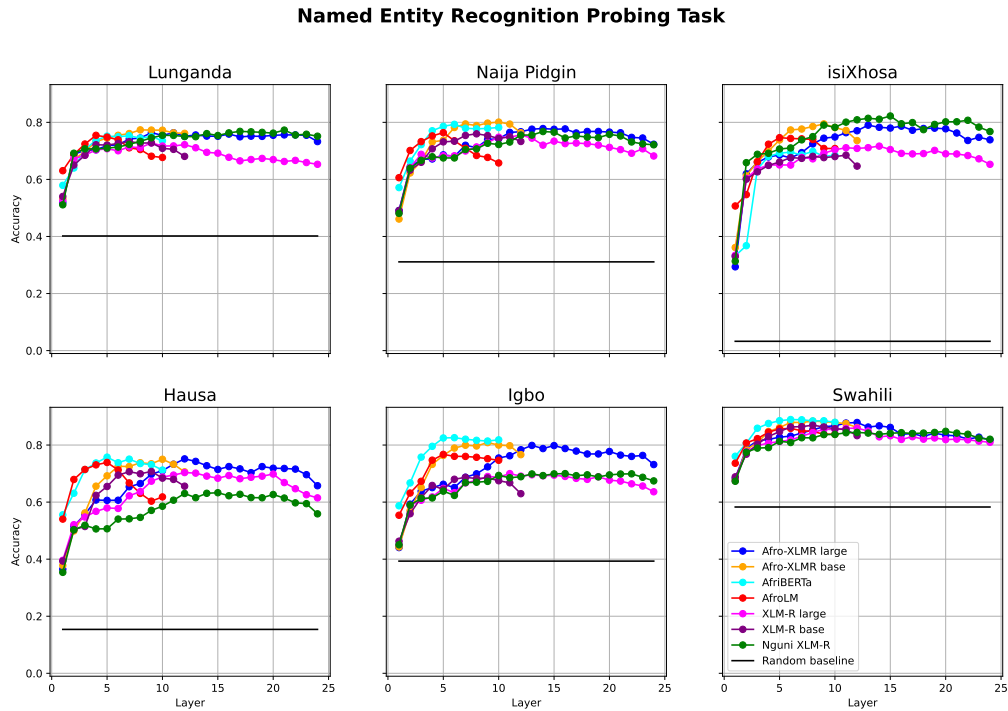 Named Entity Recognition Probing Task
Lunganda
Naija Pidgin
isiXhosa
0.8
0.6
0.4
0.2
0.0
Accuracy
Hausa
Igbo
Swahili
0.8
0.6
0.4
0.2
0.0
Accuracy
Afro-XLMR large
Afro-XLMR base
AfriBERTa
AfroLM
XLM-R large
XLM-R base
Nguni XLM-R
Random baseline
0 5 10 15 20 25
0 5 10 15 20 25
0 5 10 15 20 25
Layer
Layer
Layer